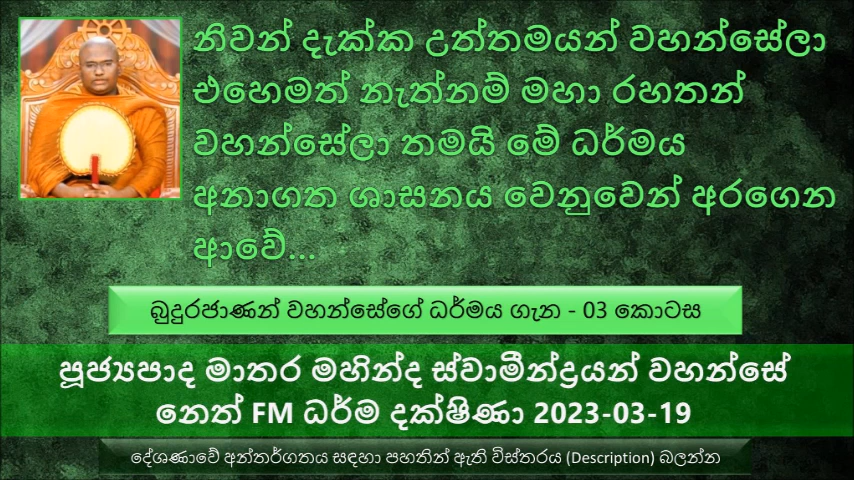 නිවන් දැක්ක උත්තමයන් වහන්සේලා
එහෙමත් නැත්නම් මහා රහතන්
වහන්සේලා තමයි මේ ධර්මය
අනාගත ශාසනය වෙනුවෙන් අරගෙන
ආවේ...
බුදුරජාණන් වහන්සේගේ ධර්මය ගැන - 03 කොටස
පූජ්‍යපාද මාතර මහින්ද ස්වාමීන්ද්‍රයන් වහන්සේ
නෙත් FM ධර්ම දක්ෂිණා 2023-03-19
දේශණාවේ අන්තර්ගතය සඳහා පහතින් ඇති විස්තරය (Description) බලන්න